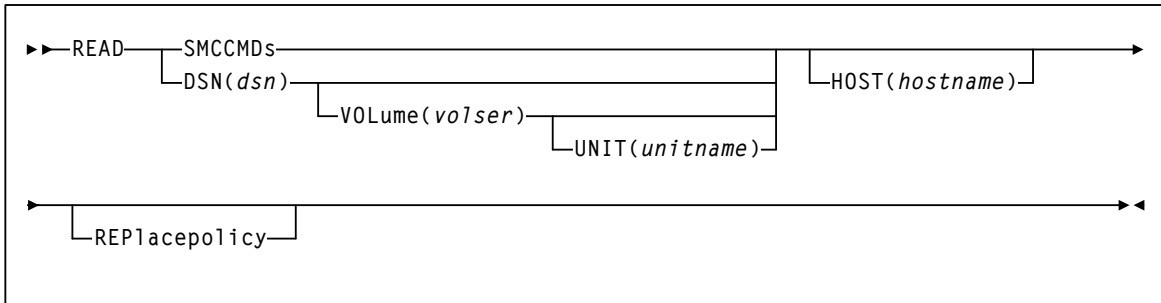 READ SMCCMDs
DSN(dsn) HOST(hostname)
VOLume(volser)
UNIT(unitname)
REPlacepolicy